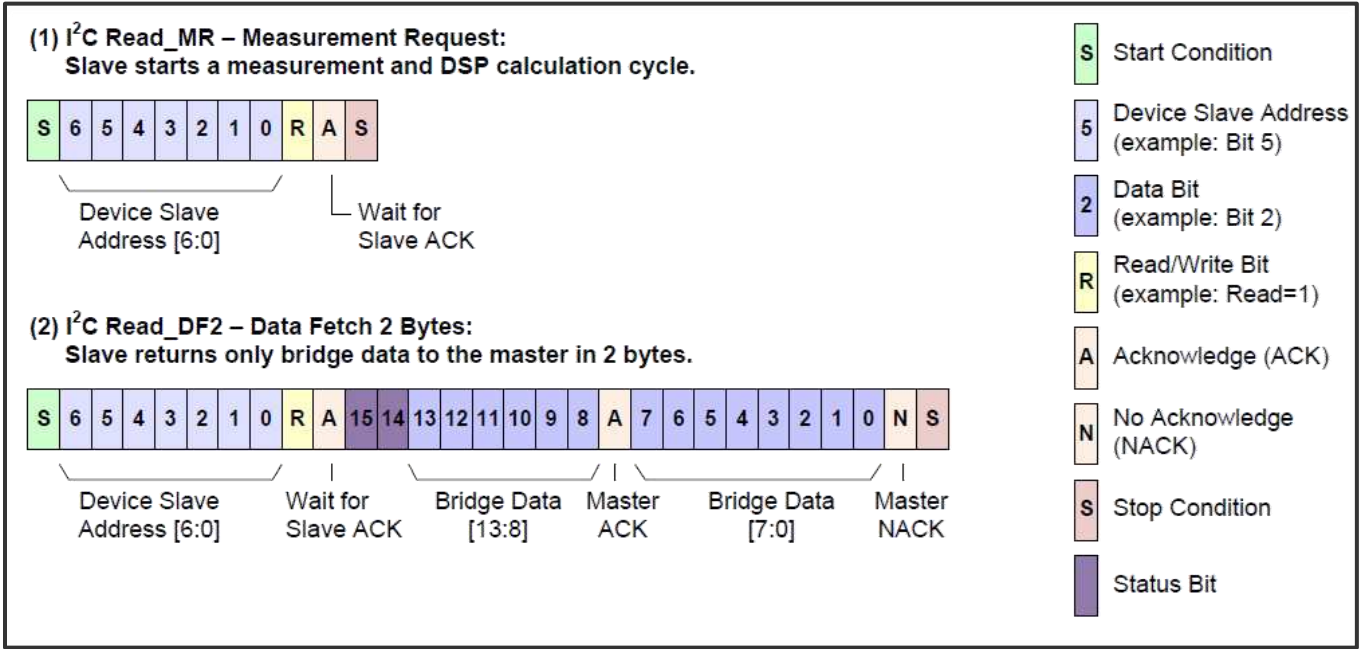 (1) I²C Read_MR – Measurement Request:
Slave starts a measurement and DSP calculation cycle.
S 6 5 4 3 2 1 0 R A S
Device Slave
Address [6:0]
Wait for
Slave ACK
(2) I²C Read_DF2 – Data Fetch 2 Bytes:
Slave returns only bridge data to the master in 2 bytes.
S 6 5 4 3 2 1 0 R A 15 14 13 12 11 10 9 8 A 7 6 5 4 3 2 1 0 N S
Device Slave
Address [6:0]
Wait for
Slave ACK
Bridge Data
[13:8]
Master
ACK
Bridge Data
[7:0]
Master
NACK
S Start Condition
5 Device Slave Address
(example: Bit 5)
2 Data Bit
(example: Bit 2)
R Read/Write Bit
(example: Read=1)
A Acknowledge (ACK)
N No Acknowledge
(NACK)
S Stop Condition
Status Bit